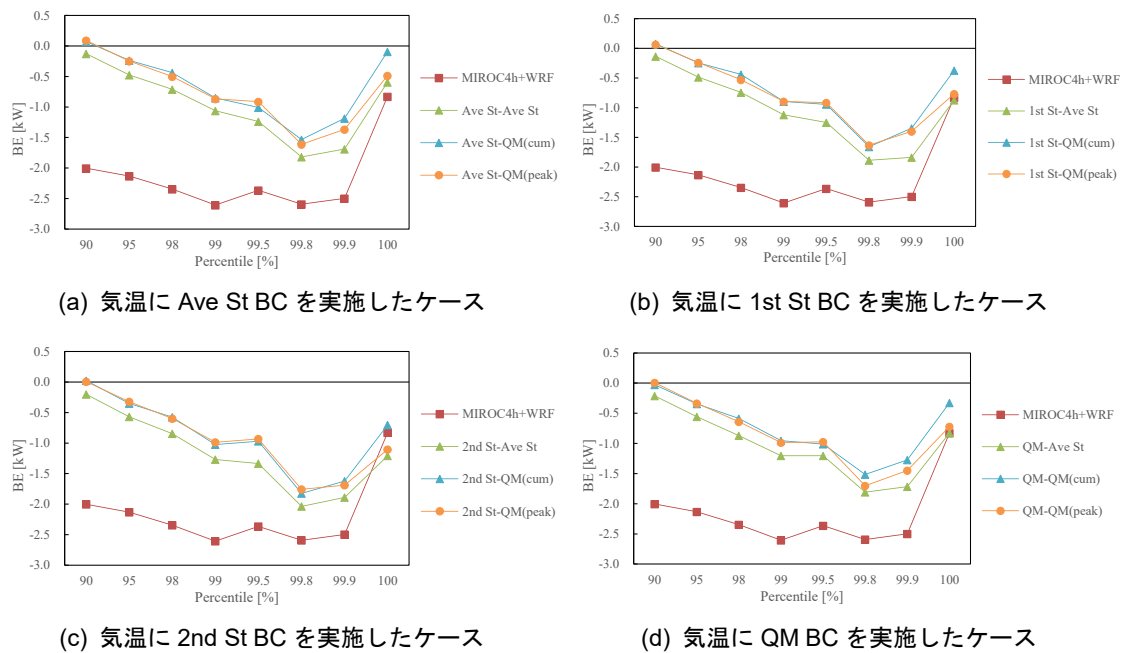 0.5
0.0
-0.5
-1.0
-1.5
-2.0
-2.5
-3.0
BE [kW]
90 95 98 99 99.5 99.8 99.9 100
Percentile [%]
MIROC4h+WRF
Ave St-Ave St
Ave St-QM(cum)
Ave St-QM(peak)
(a) 気温に Ave St BC を実施したケース
0.5
0.0
-0.5
-1.0
-1.5
-2.0
-2.5
-3.0
BE [kW]
90 95 98 99 99.5 99.8 99.9 100
Percentile [%]
MIROC4h+WRF
1st St-Ave St
1st St-QM(cum)
1st St-QM(peak)
(b) 気温に 1st St BC を実施したケース
0.5
0.0
-0.5
-1.0
-1.5
-2.0
-2.5
-3.0
BE [kW]
90 95 98 99 99.5 99.8 99.9 100
Percentile [%]
MIROC4h+WRF
2nd St-Ave St
2nd St-QM(cum)
2nd St-QM(peak)
(c) 気温に 2nd St BC を実施したケース
0.5
0.0
-0.5
-1.0
-1.5
-2.0
-2.5
-3.0
BE [kW]
90 95 98 99 99.5 99.8 99.9 100
Percentile [%]
MIROC4h+WRF
QM-Ave St
QM-QM(cum)
QM-QM(peak)
(d) 気温に QM BC を実施したケース